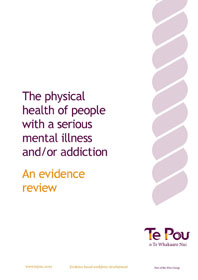 The physical
health of people
with a serious
mental illness
and/or addiction
An evidence
review
Te Pou
o Te Whakaaro Nui